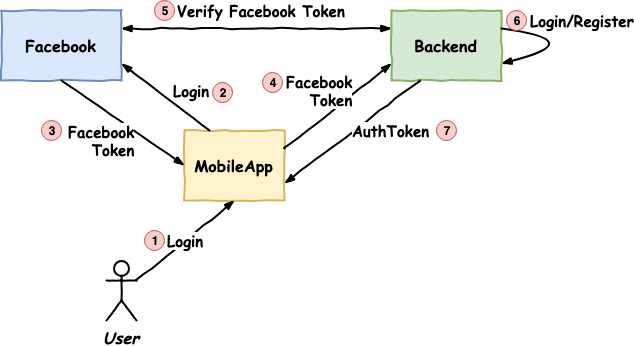 5 Verify Facebook Token
6 Login/Register
Facebook
Backend
Login 2
4 Facebook
Token
3 Facebook
Token
AuthToken 7
MobileApp
1 Login
User